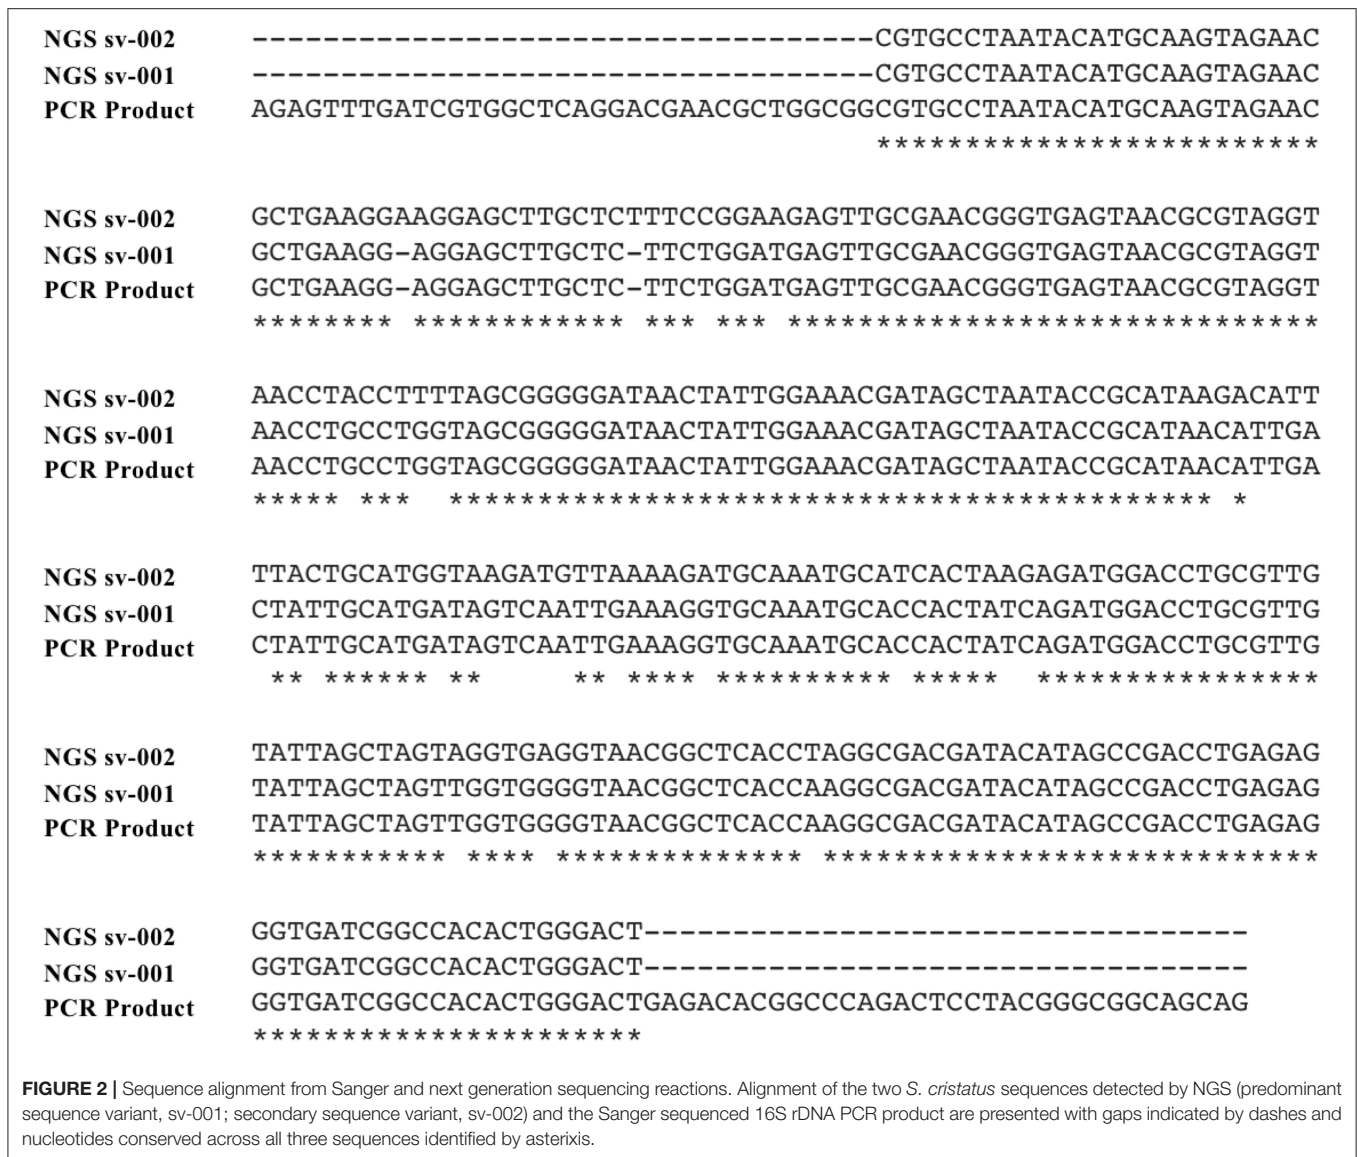 NGS sv-002 -----------------------------------CGTGCCTAATACATGCAAGTAGAAC
NGS sv-001 -----------------------------------CGTGCCTAATACATGCAAGTAGAAC
PCR Product AGAGTTTGATCGTGGCTCAGGACGAACGCTGGCGGCGTGCCTAATACATGCAAGTAGAAC
*************************
NGS sv-002 GCTGAAGGAAGGAGCTTGCTCTTTCCGGAAGAGTTGCGAACGGGTGAGTAACGCGTAGGT
NGS sv-001 GCTGAAGG-AGGAGCTTGCTC-TTCTGGATGAGTTGCGAACGGGTGAGTAACGCGTAGGT
PCR Product GCTGAAGG-AGGAGCTTGCTC-TTCTGGATGAGTTGCGAACGGGTGAGTAACGCGTAGGT
******** ************ *** *** ******************************
NGS sv-002 AACCTACCTTTTAGCGGGGGATAACTATTGGAAACGATAGCTAATACCGCATAAGACATT
NGS sv-001 AACCTGCCTGGTAGCGGGGGATAACTATTGGAAACGATAGCTAATACCGCATAACATTGA
PCR Product AACCTGCCTGGTAGCGGGGGATAACTATTGGAAACGATAGCTAATACCGCATAACATTGA
***** ***  ******************************************* *
NGS sv-002 TTACTGCATGGTAAGATGTTAAAAGATGCAAATGCATCACTAAGAGATGGACCTGCGTTG
NGS sv-001 CTATTGCATGATAGTCAATTGAAAGGTGCAAATGCACCACTATCAGATGGACCTGCGTTG
PCR Product CTATTGCATGATAGTCAATTGAAAGGTGCAAATGCACCACTATCAGATGGACCTGCGTTG
** ****** **     ** **** ********** *****  ****************
NGS sv-002 TATTAGCTAGTAGGTGAGGTAACGGCTCACCTAGGCGACGATACATAGCCGACCTGAGAG
NGS sv-001 TATTAGCTAGTTGGTGGGGTAACGGCTCACCAAGGCGACGATACATAGCCGACCTGAGAG
PCR Product TATTAGCTAGTTGGTGGGGTAACGGCTCACCAAGGCGACGATACATAGCCGACCTGAGAG
*********** **** ************** ****************************
NGS sv-002 GGTGATCGGCCACACTGGGACT----------------------------------
NGS sv-001 GGTGATCGGCCACACTGGGACT----------------------------------
PCR Product GGTGATCGGCCACACTGGGACTGAGACACGGCCCAGACTCCTACGGGCGGCAGCAG
**********************
FIGURE 2 | Sequence alignment from Sanger and next generation sequencing reactions. Alignment of the two S. cristatus sequences detected by NGS (predominant
sequence variant, sv-001; secondary sequence variant, sv-002) and the Sanger sequenced 16S rDNA PCR product are presented with gaps indicated by dashes and
nucleotides conserved across all three sequences identified by asterixis.